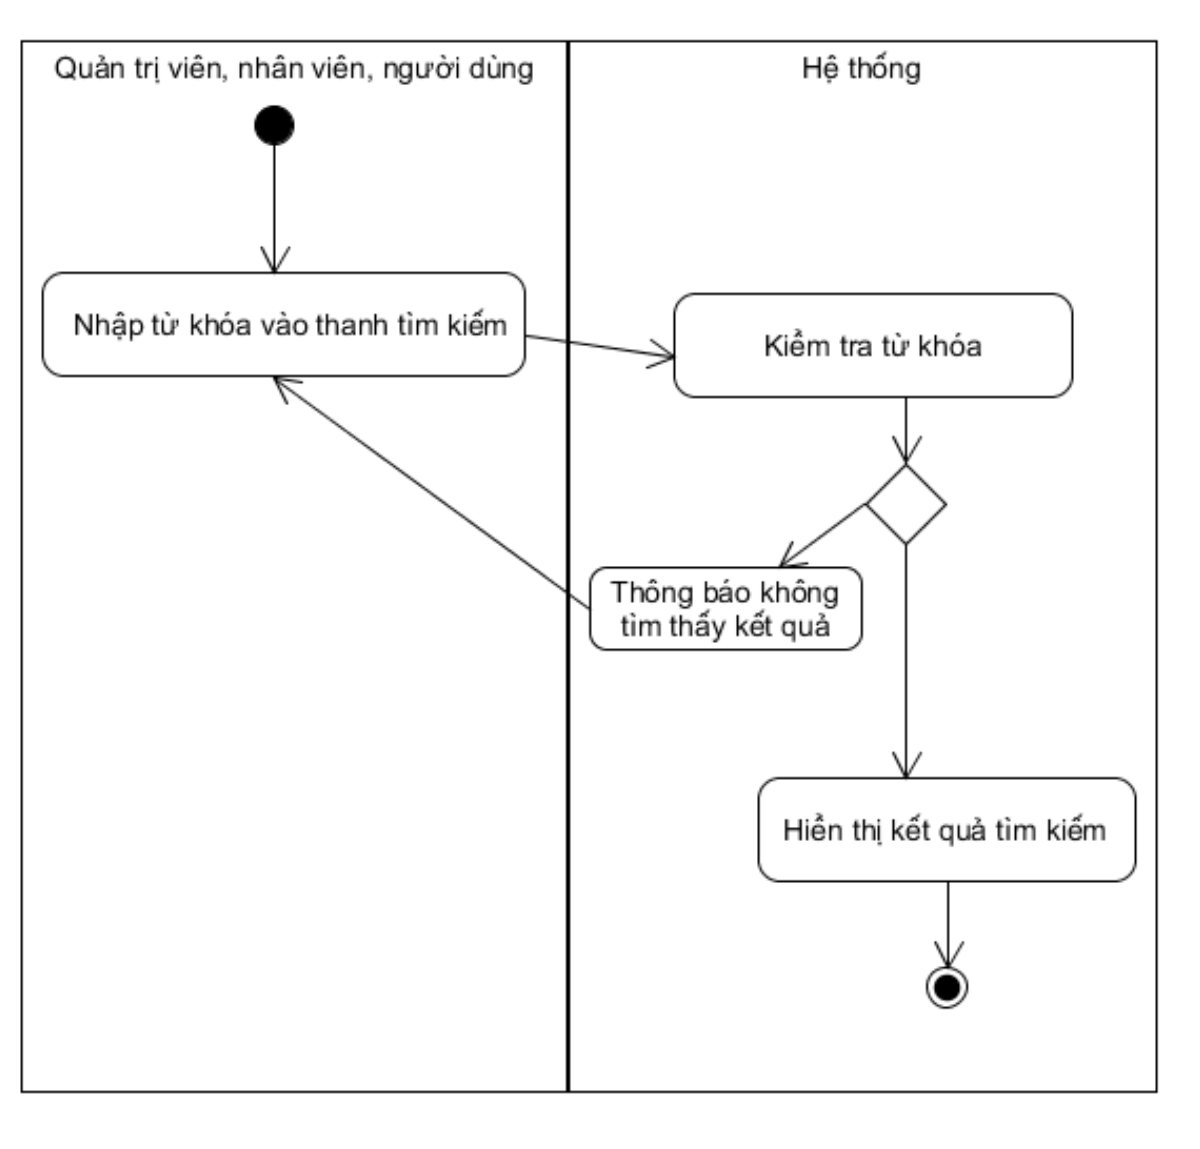 Quản trị viên, nhân viên, người dùng
Hệ thống
Nhập từ khóa vào thanh tìm kiếm
Kiểm tra từ khóa
Thông báo không
tìm thấy kết quả
Hiển thị kết quả tìm kiếm